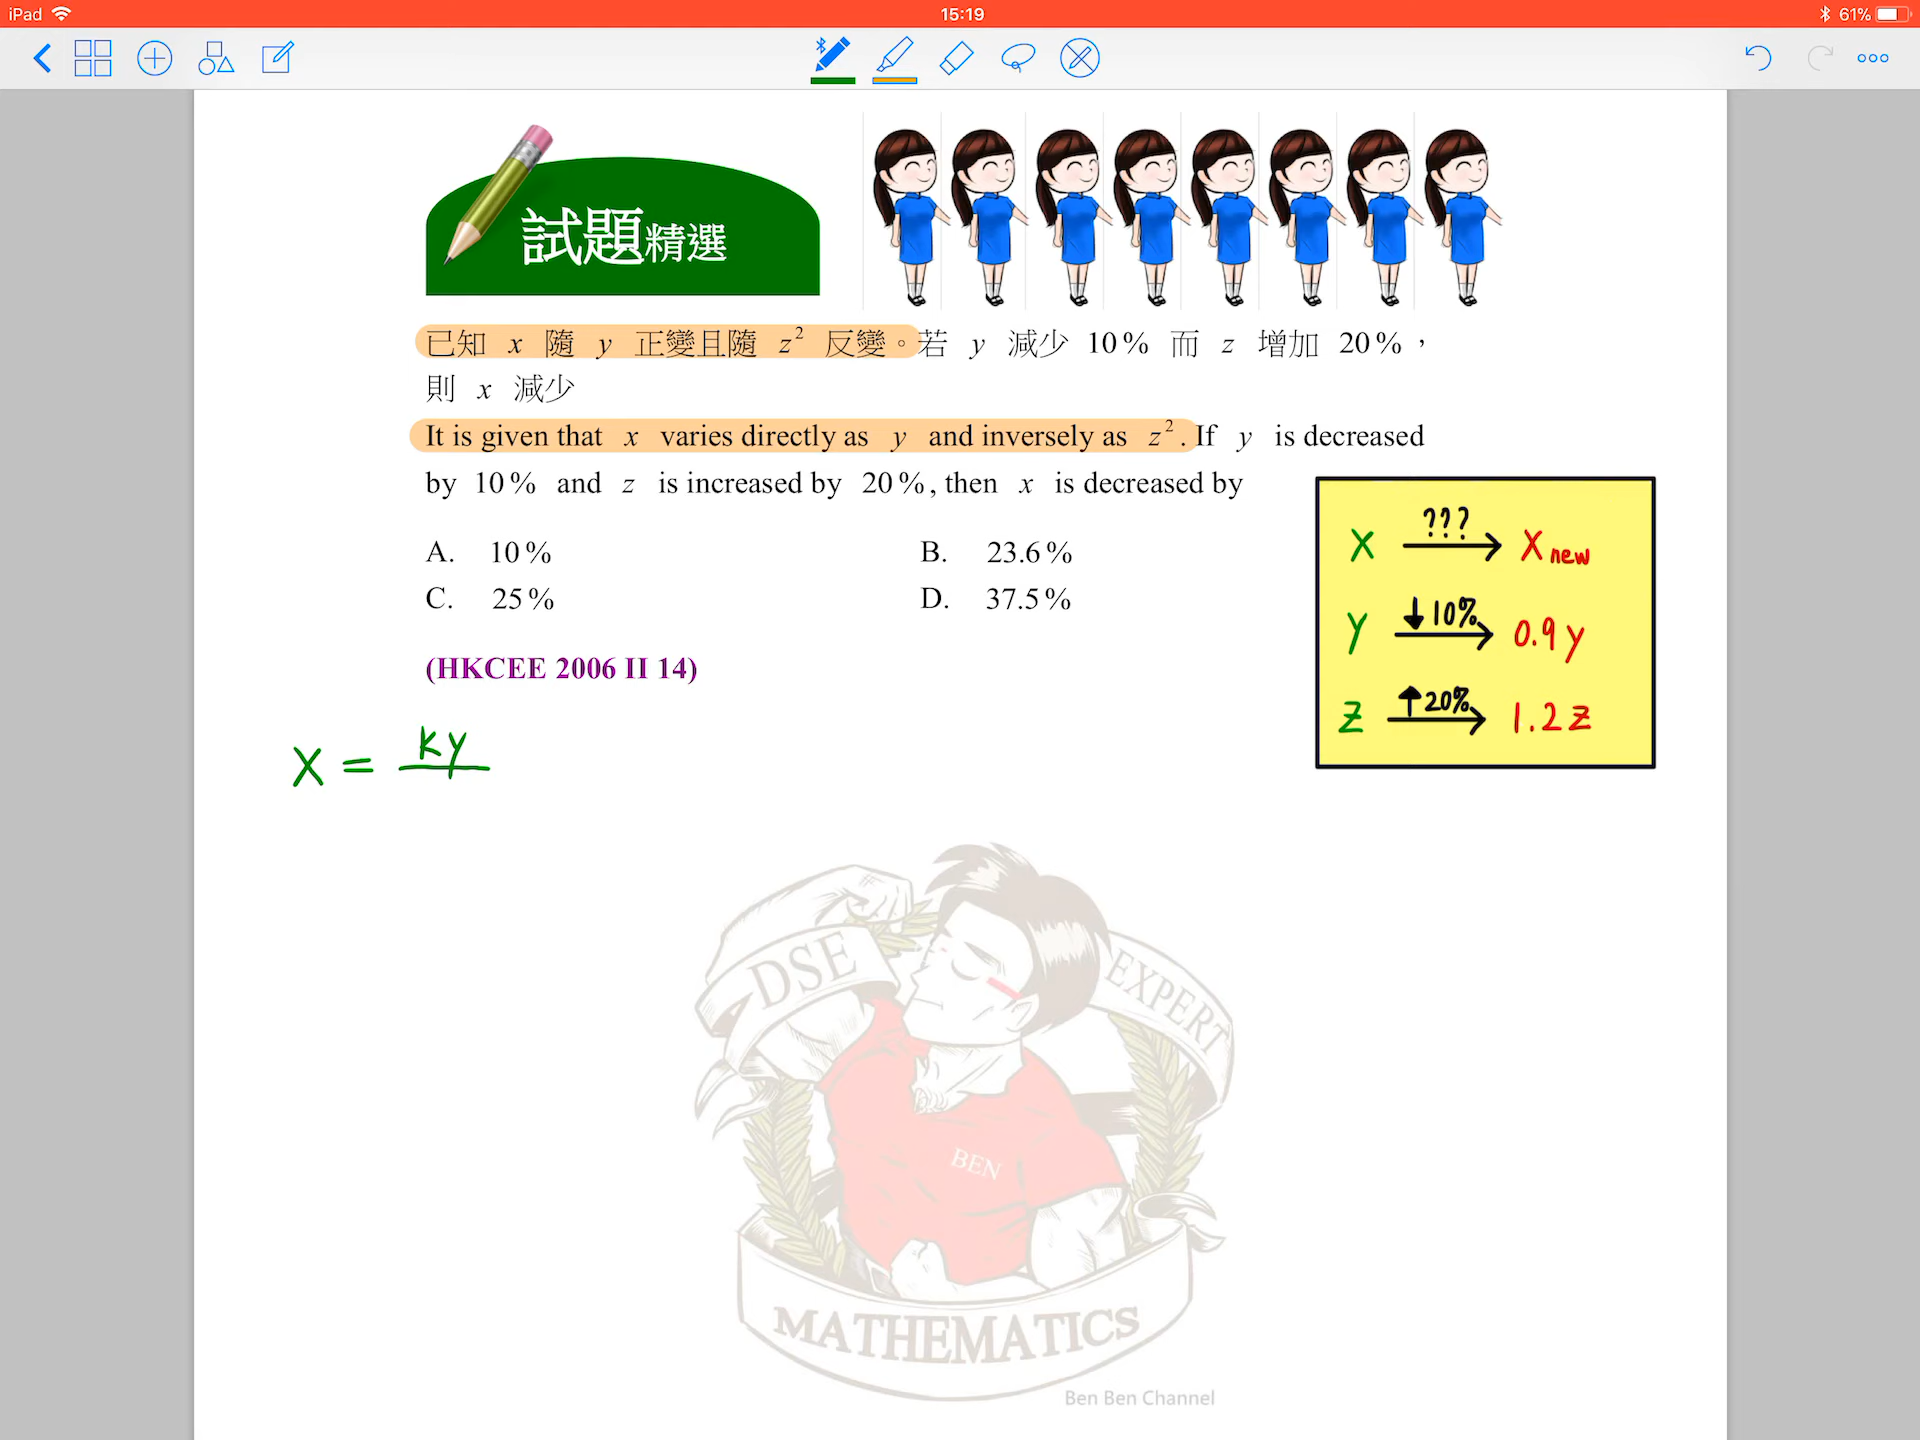 iPad 15:19 61%
試題精選
已知 x 隨 y 正變且隨 z² 反變。若 y 減少 10% 而 z 增加 20%，
則 x 減少
It is given that x varies directly as y and inversely as z². If y is decreased
by 10% and z is increased by 20%, then x is decreased by
A. 10% B. 23.6%
C. 25% D. 37.5%
(HKCEE 2006 II 14)
??? 
X → X new
↓10%
y → 0.9y
↑20%
z → 1.2z
X = ky
DSE EXPERT
BEN
MATHEMATICS
Ben Ben Channel